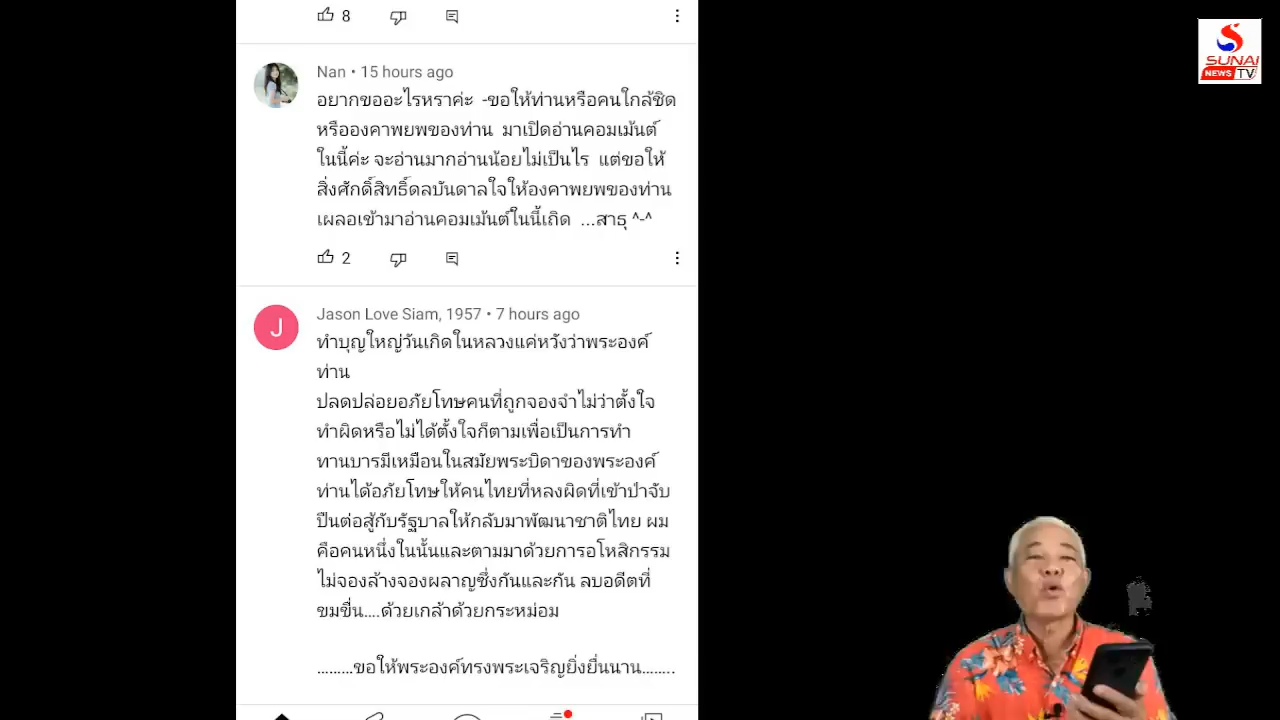 8
SUNAI
NEWS TV
Nan • 15 hours ago
อยากขออะไรหราค่ะ -ขอให้ท่านหรือคนใกล้ชิด
หรือองคาพยพของท่าน มาเปิดอ่านคอมเม้นต์
ในนี้ค่ะ จะอ่านมากอ่านน้อยไม่เป็นไร แต่ขอให้
สิ่งศักดิ์สิทธิ์ดลบันดาลใจให้องคาพยพของท่าน
เผลอเข้ามาอ่านคอมเม้นต์ในนี้เถิด ...สาธุ ^-^
2
J
Jason Love Siam, 1957 • 7 hours ago
ทำบุญใหญ่วันเกิดในหลวงแค่หวังว่าพระองค์
ท่าน
ปลดปล่อยอภัยโทษคนที่ถูกจองจำไม่ว่าตั้งใจ
ทำผิดหรือไม่ได้ตั้งใจก็ตามเพื่อเป็นการทำ
ทานบารมีเหมือนในสมัยพระบิดาของพระองค์
ท่านได้อภัยโทษให้คนไทยที่หลงผิดที่เข้าป่าจับ
ปืนต่อสู้กับรัฐบาลให้กลับมาพัฒนาชาติไทย ผม
คือคนหนึ่งในนั้นและตามมาด้วยการอโหสิกรรม
ไม่จองล้างจองผลาญซึ่งกันและกัน ลบอดีตที่
ขมขื่น....ด้วยเกล้าด้วยกระหม่อม
.........ขอให้พระองค์ทรงพระเจริญยิ่งยืนนาน........